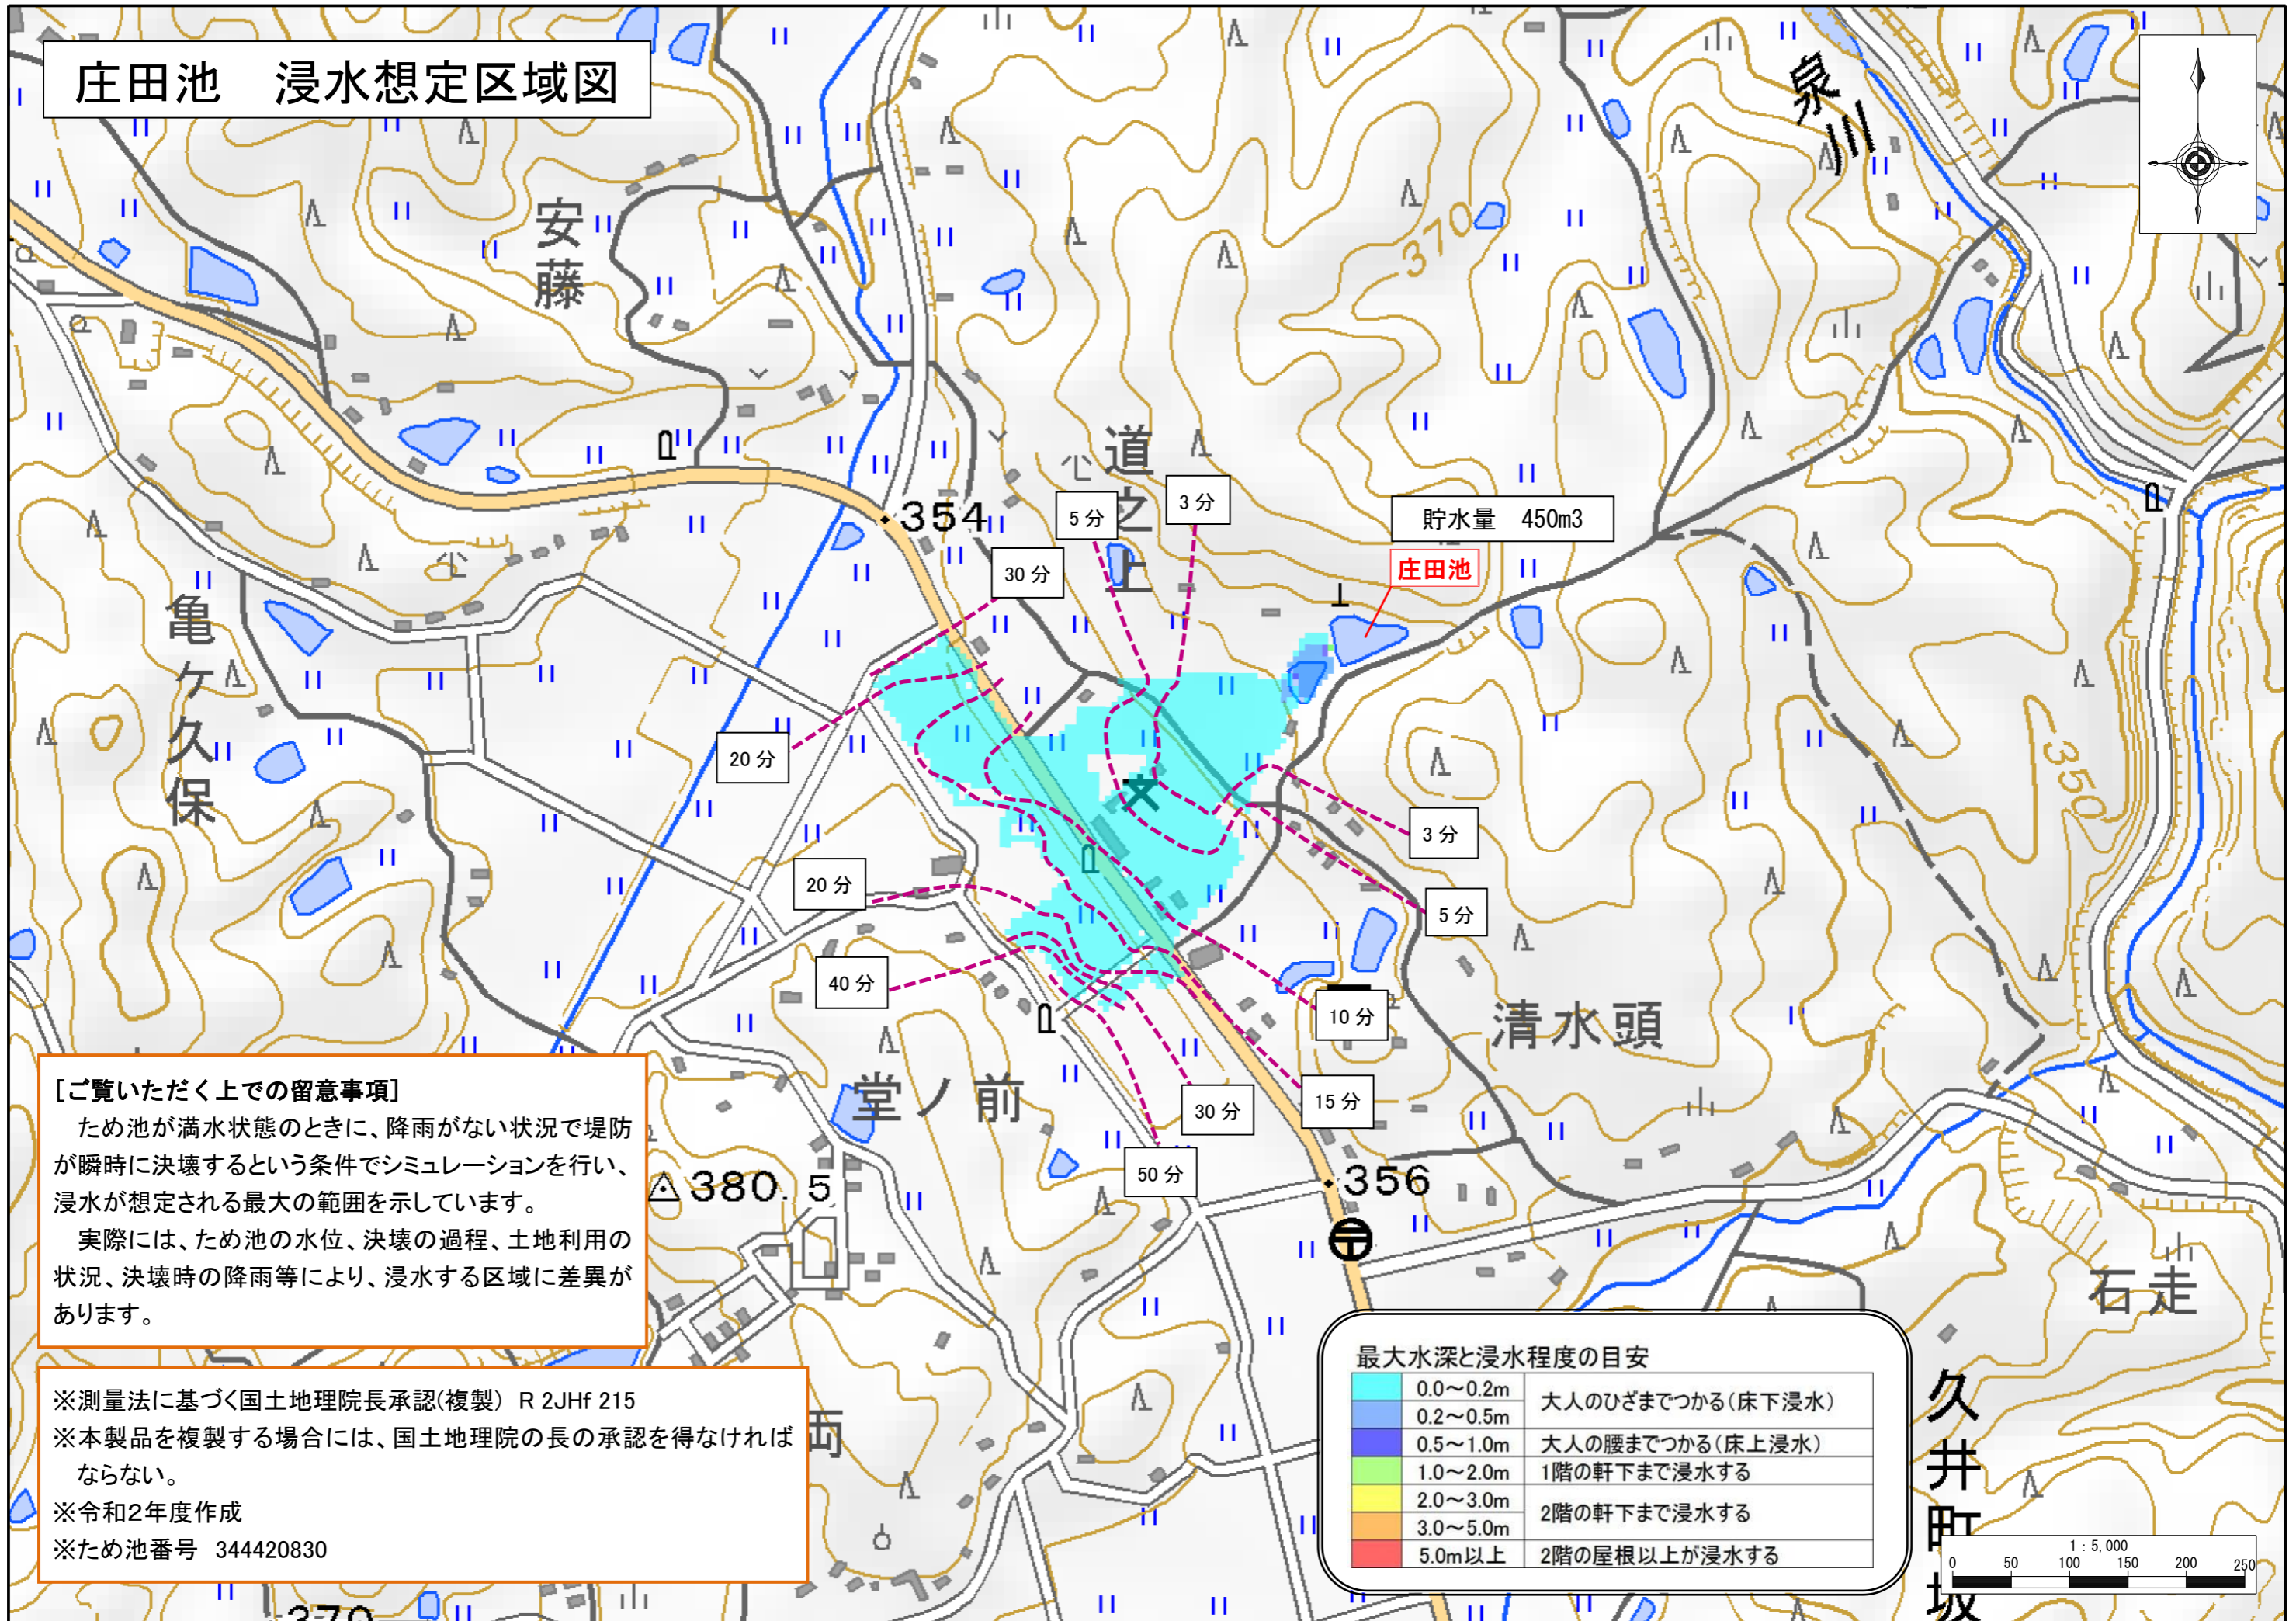 庄田池　浸水想定区域図
泉川
安藤
370
道之上
354
5分
3分
30分
貯水量　450m3
庄田池
亀ケ久保
文
350
20分
3分
20分
5分
40分
10分
清水頭
堂ノ前
30分
15分
50分
380.5
356
石走
[ご覧いただく上での留意事項]
ため池が満水状態のときに、降雨がない状況で堤防
が瞬時に決壊するという条件でシミュレーションを行い、
浸水が想定される最大の範囲を示しています。
実際には、ため池の水位、決壊の過程、土地利用の
状況、決壊時の降雨等により、浸水する区域に差異が
あります。
※測量法に基づく国土地理院長承認(複製)　R 2JHf 215
※本製品を複製する場合には、国土地理院の長の承認を得なければ
ならない。
※令和2年度作成
※ため池番号　344420830
最大水深と浸水程度の目安
0.0～0.2m
大人のひざまでつかる(床下浸水)
0.2～0.5m
0.5～1.0m　大人の腰までつかる(床上浸水)
1.0～2.0m　1階の軒下まで浸水する
2.0～3.0m
2階の軒下まで浸水する
3.0～5.0m
5.0m以上　2階の屋根以上が浸水する
久井町坂
1 : 5,000
0　50　100　150　200　250
370